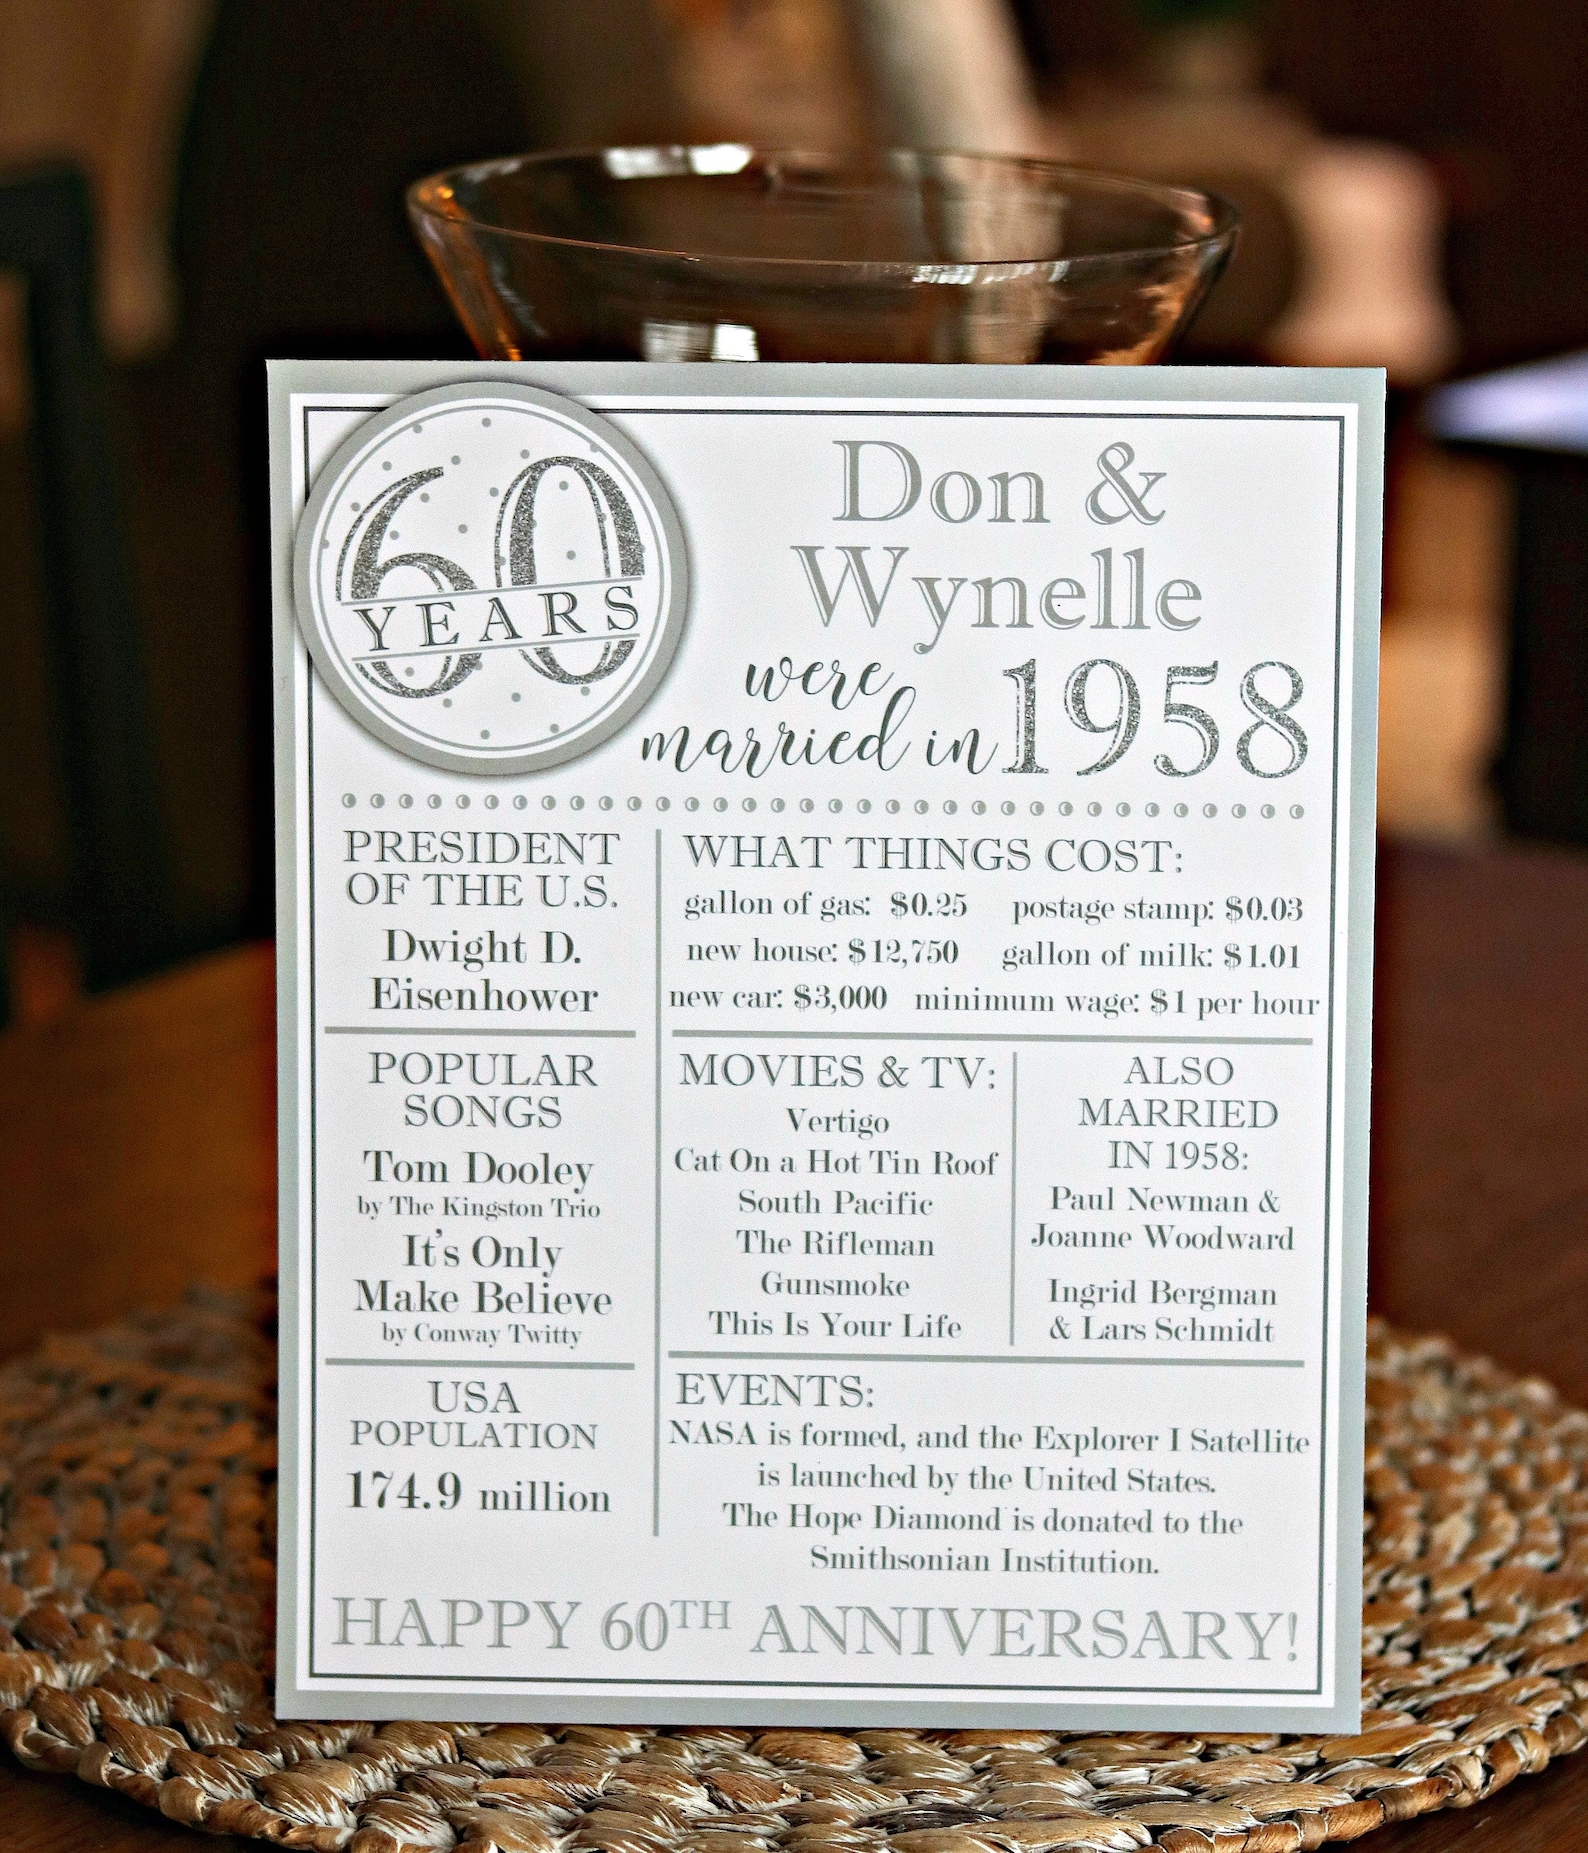 60
YEARS
Don &
Wynelle
were
married in 1958
PRESIDENT
OF THE U.S.
Dwight D.
Eisenhower
WHAT THINGS COST:
gallon of gas: $0.25 postage stamp: $0.03
new house: $12,750 gallon of milk: $1.01
new car: $3,000 minimum wage: $1 per hour
POPULAR
SONGS
Tom Dooley
by The Kingston Trio
It's Only
Make Believe
by Conway Twitty
MOVIES & TV:
Vertigo
Cat On a Hot Tin Roof
South Pacific
The Rifleman
Gunsmoke
This Is Your Life
ALSO
MARRIED
IN 1958:
Paul Newman &
Joanne Woodward
Ingrid Bergman
& Lars Schmidt
USA
POPULATION
174.9 million
EVENTS:
NASA is formed, and the Explorer I Satellite
is launched by the United States.
The Hope Diamond is donated to the
Smithsonian Institution.
HAPPY 60TH ANNIVERSARY!